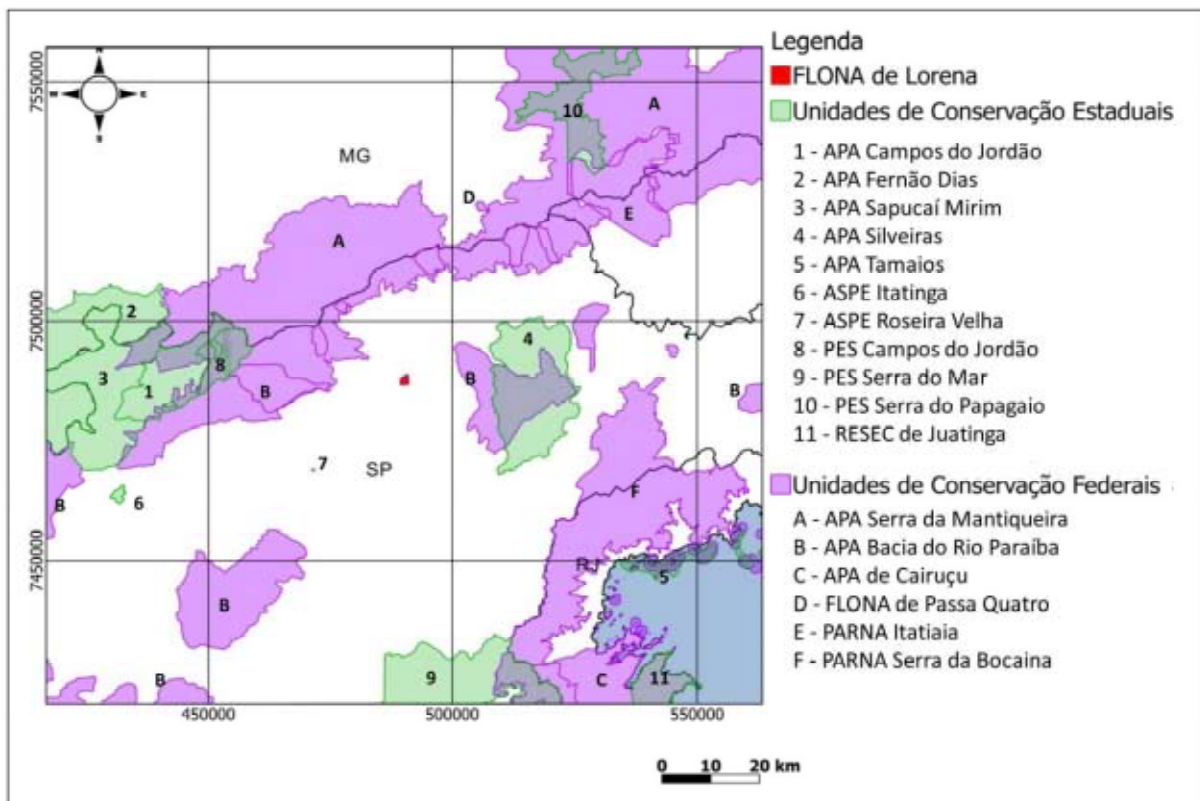 Legenda
FLONA de Lorena
Unidades de Conservação Estaduais
1 - APA Campos do Jordão
2 - APA Fernão Dias
3 - APA Sapucaí Mirim
4 - APA Silveiras
5 - APA Tamaios
6 - ASPE Itatinga
7 - ASPE Roseira Velha
8 - PES Campos do Jordão
9 - PES Serra do Mar
10 - PES Serra do Papagaio
11 - RESEC de Juatinga
Unidades de Conservação Federais
A - APA Serra da Mantiqueira
B - APA Bacia do Rio Paraíba
C - APA de Cairuçu
D - FLONA de Passa Quatro
E - PARNA Itatiaia
F - PARNA Serra da Bocaina
N
W E
S
7550000
7500000
7450000
10 A
MG
D
E
A
2
3 1 8 B
4
B
B
7
SP
6
B
F
RJ
5
B
B
9
C
11
450000 500000 550000
0 10 20 km